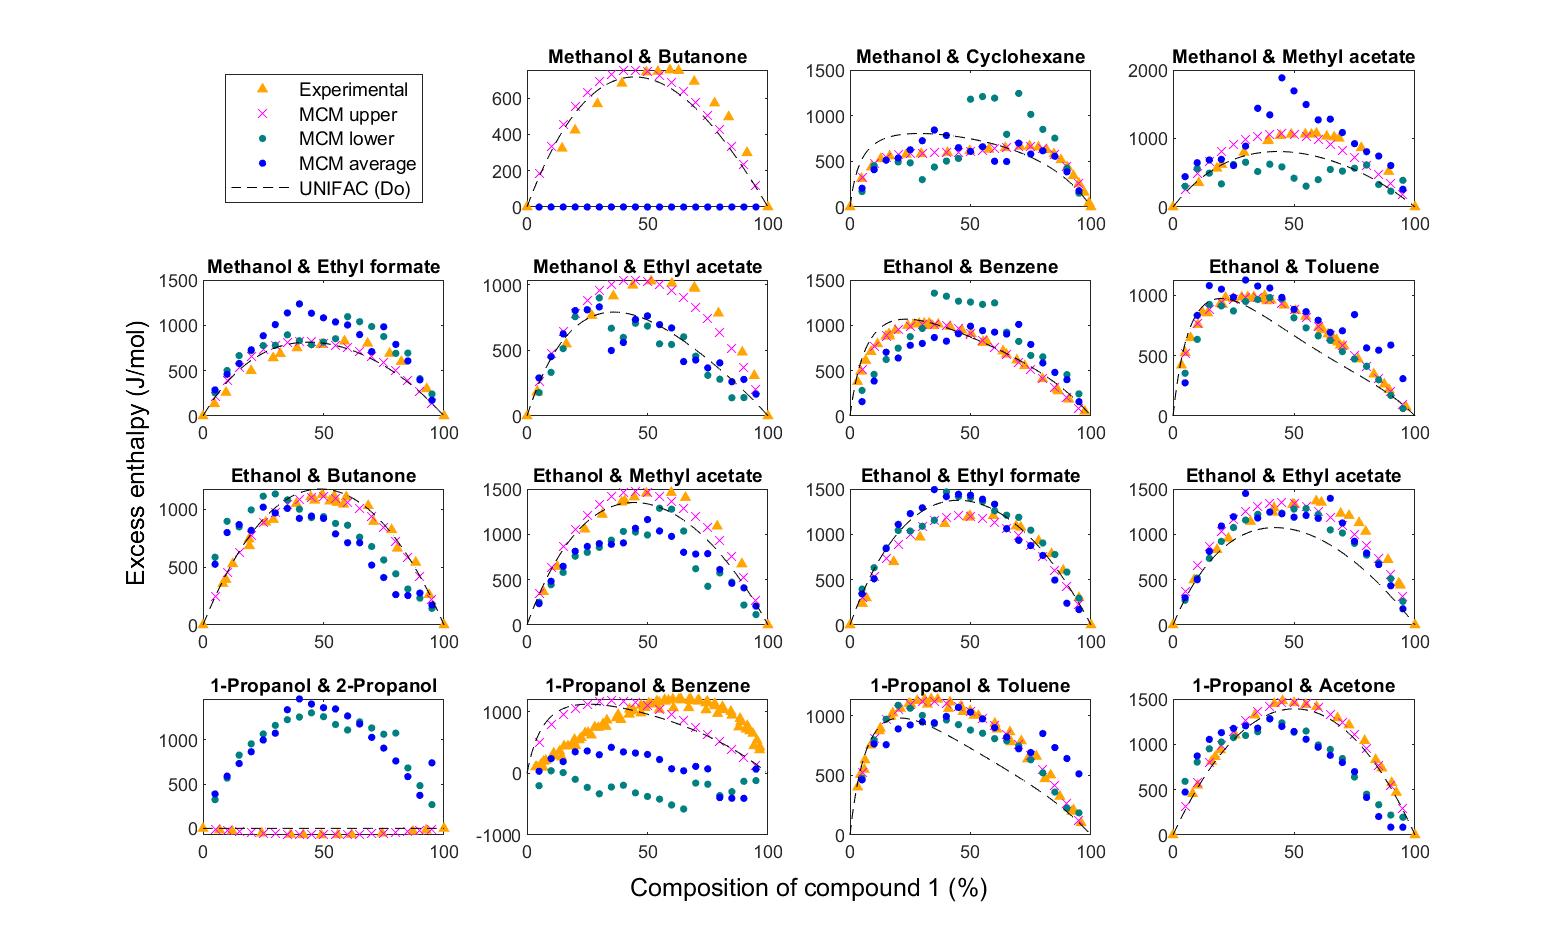 Experimental
MCM upper
MCM lower
MCM average
UNIFAC (Do)
Methanol & Butanone
600
400
200
0
0 50 100
Methanol & Cyclohexane
1500
1000
500
0
0 50 100
Methanol & Methyl acetate
2000
1000
0
0 50 100
Methanol & Ethyl formate
1500
1000
500
0
0 50 100
Methanol & Ethyl acetate
1000
500
0
0 50 100
Ethanol & Benzene
1500
1000
500
0
0 50 100
Ethanol & Toluene
1000
500
0
0 50 100
Ethanol & Butanone
1000
500
0
0 50 100
Ethanol & Methyl acetate
1500
1000
500
0
0 50 100
Ethanol & Ethyl formate
1500
1000
500
0
0 50 100
Ethanol & Ethyl acetate
1500
1000
500
0
0 50 100
1-Propanol & 2-Propanol
1000
500
0
0 50 100
1-Propanol & Benzene
1000
0
-1000
0 50 100
1-Propanol & Toluene
1000
500
0
0 50 100
1-Propanol & Acetone
1500
1000
500
0
0 50 100
Excess enthalpy (J/mol)
Composition of compound 1 (%)